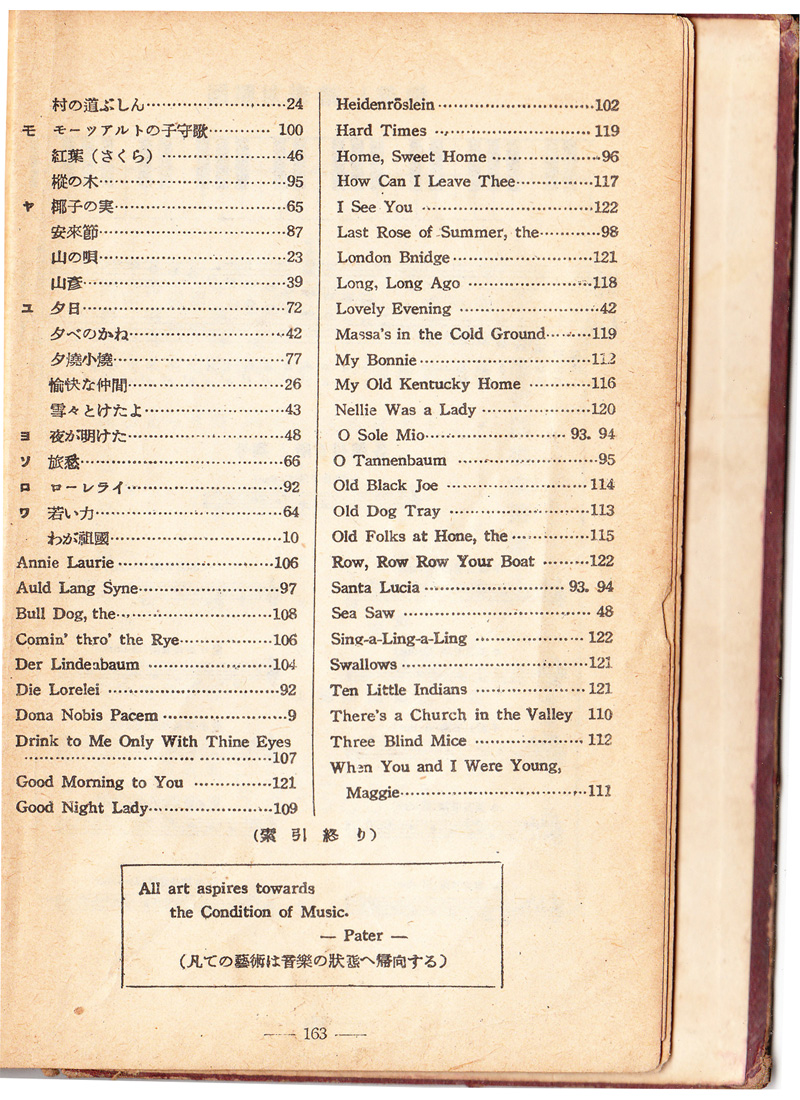 村の道ぶしん………………………24
モ モーツアルトの子守歌………… 100
紅葉（さくら）……………………46
樅の木………………………………95
ヤ 椰子の実……………………………65
安來節………………………………87
山の唄………………………………23
山彥…………………………………39
ユ 夕日…………………………………72
夕べのかね…………………………42
夕燒小燒……………………………77
愉快な仲間…………………………26
雪々とけたよ………………………43
ヨ 夜が明けた…………………………48
ソ 旅愁…………………………………66
ロ ローレライ…………………………92
ワ 若い力………………………………64
わが祖國……………………………10
Annie Laurie ………………………106
Auld Lang Syne……………………97
Bull Dog, the………………………108
Comin' thro' the Rye………………106
Der Lindenbaum ……………………104
Die Lorelei …………………………92
Dona Nobis Pacem ……………………9
Drink to Me Only With Thine Eyes
………………………… …………107
Good Morning to You ……………121
Good Night Lady……………………109
Heidenröslein ………………………102
Hard Times …………………………119
Home, Sweet Home …………………96
How Can I Leave Thee……………117
I See You ……………………………122
Last Rose of Summer, the…………98
London Bnidge………………………121
Long, Long Ago ……………………118
Lovely Evening ……………………42
Massa's in the Cold Ground………119
My Bonnie……………………………112
My Old Kentucky Home ……………116
Nellie Was a Lady …………………120
O Sole Mio……………………… 93. 94
O Tannenbaum ………………………95
Old Black Joe ……………………… 114
Old Dog Tray ………………………113
Old Folks at Hone, the ……………115
Row, Row Row Your Boat ………122
Santa Lucia ……………………… 93. 94
Sea Saw ……………………………… 48
Sing-a-Ling-a-Ling ………………… 122
Swallows………………………………121
Ten Little Indians ………………… 121
There's a Church in the Valley 110
Three Blind Mice ………………… 112
When You and I Were Young,
Maggie………………………………111
(索引終り)
All art aspires towards
the Condition of Music.
— Pater —
（凡ての藝術は音樂の狀態へ歸向する）
—— 163 ——